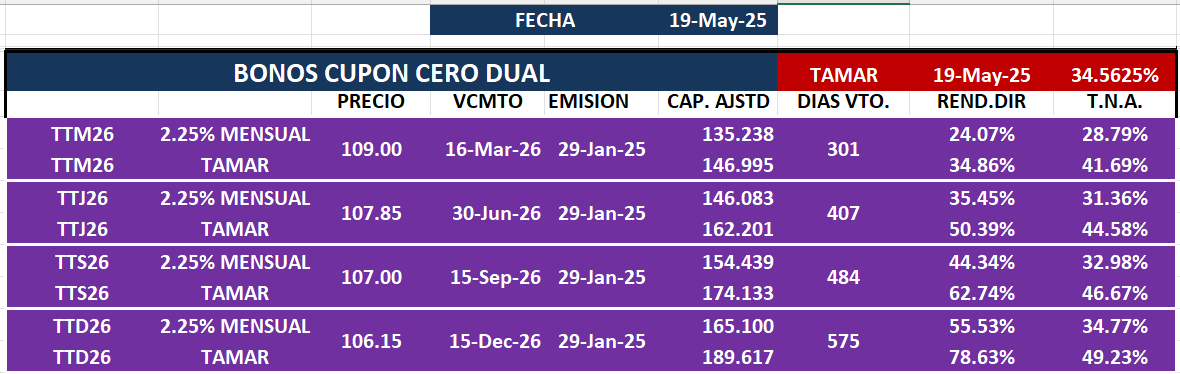 FECHA 19-May-25
BONOS CUPON CERO DUAL TAMAR 19-May-25 34.5625%
PRECIO VCMTO EMISION CAP. AJSTD DIAS VTO. REND.DIR T.N.A.
TTM26 2.25% MENSUAL 135.238 24.07% 28.79%
109.00 16-Mar-26 29-Jan-25 301
TTM26 TAMAR 146.995 34.86% 41.69%
TTJ26 2.25% MENSUAL 146.083 35.45% 31.36%
107.85 30-Jun-26 29-Jan-25 407
TTJ26 TAMAR 162.201 50.39% 44.58%
TTS26 2.25% MENSUAL 154.439 44.34% 32.98%
107.00 15-Sep-26 29-Jan-25 484
TTS26 TAMAR 174.133 62.74% 46.67%
TTD26 2.25% MENSUAL 165.100 55.53% 34.77%
106.15 15-Dec-26 29-Jan-25 575
TTD26 TAMAR 189.617 78.63% 49.23%